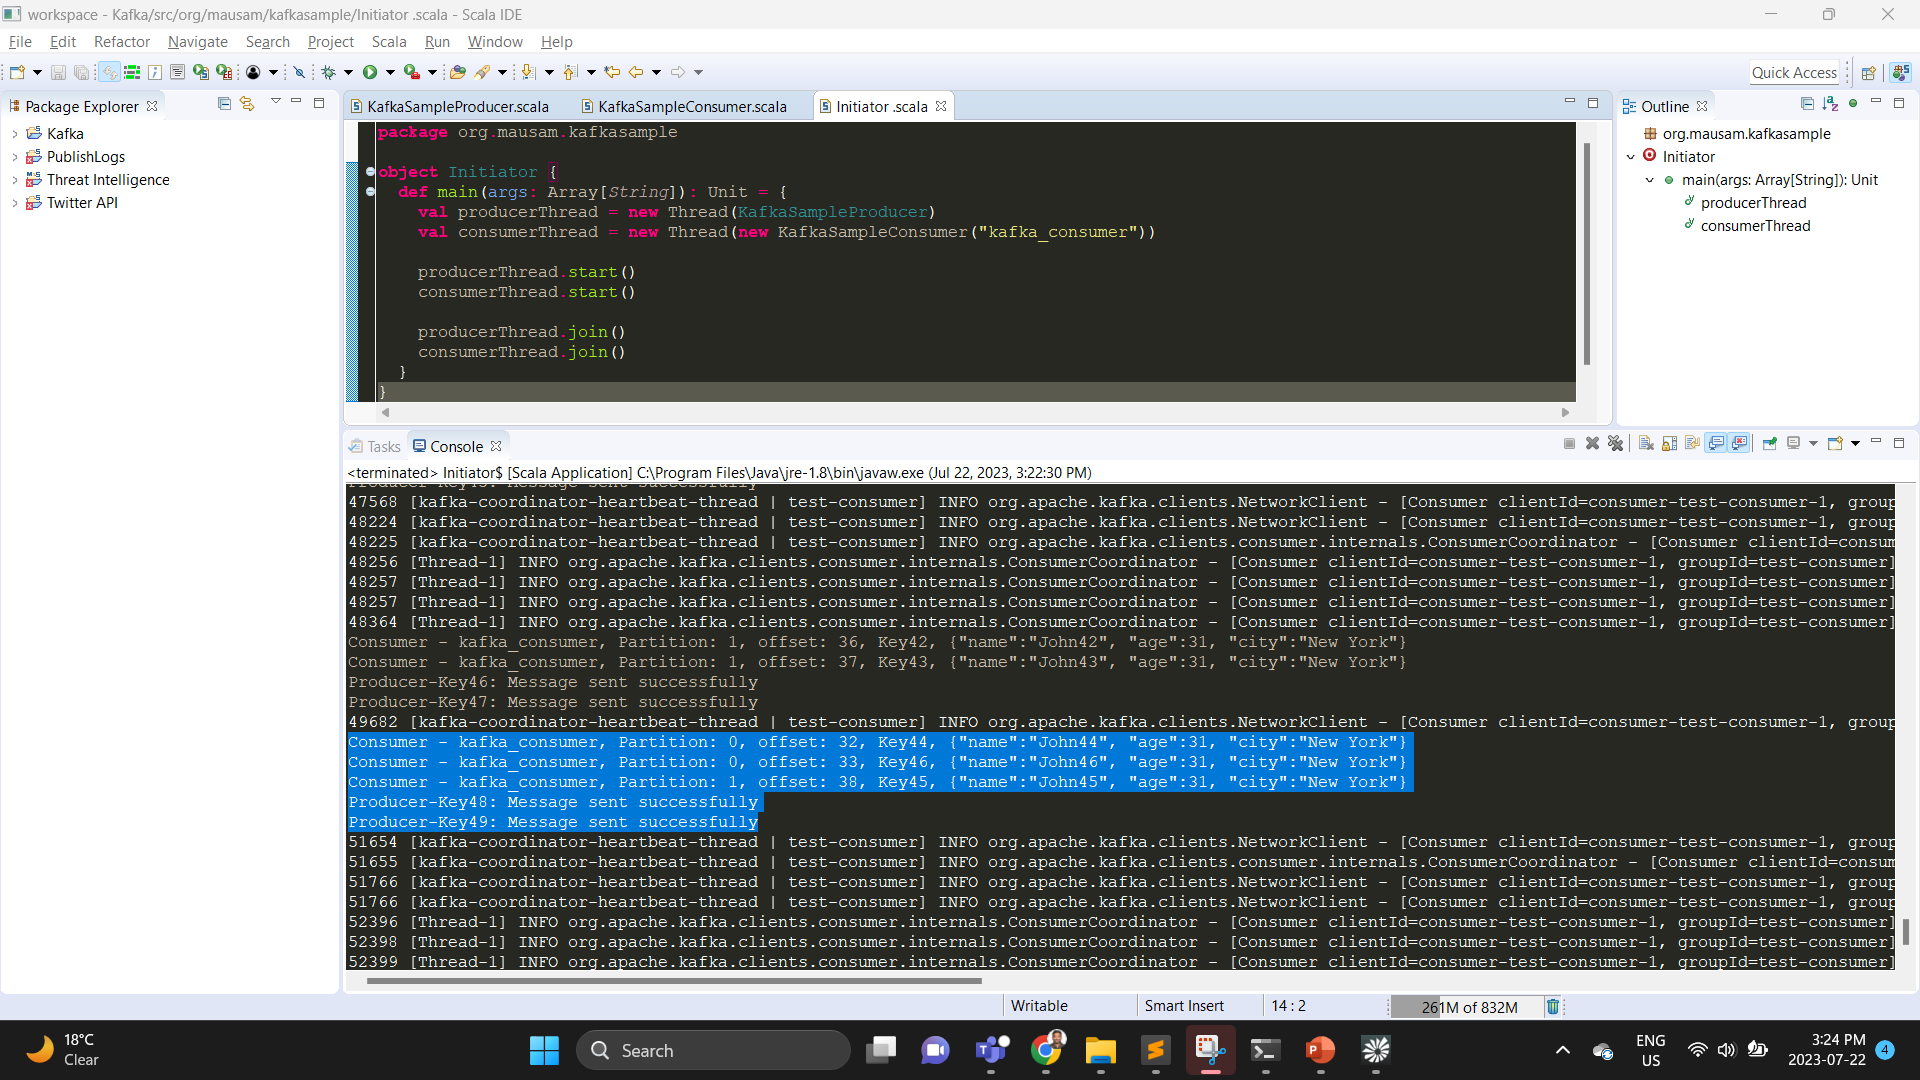 workspace - Kafka/src/org/mausam/kafkasample/Initiator .scala - Scala IDE
File Edit Refactor Navigate Search Project Scala Run Window Help
Quick Access
Package Explorer
Kafka
PublishLogs
Threat Intelligence
Twitter API
KafkaSampleProducer.scala KafkaSampleConsumer.scala Initiator .scala
package org.mausam.kafkasample
object Initiator {
def main(args: Array[String]): Unit = {
val producerThread = new Thread(KafkaSampleProducer)
val consumerThread = new Thread(new KafkaSampleConsumer("kafka_consumer"))
producerThread.start()
consumerThread.start()
producerThread.join()
consumerThread.join()
}
}
Outline
org.mausam.kafkasample
Initiator
main(args: Array[String]): Unit
producerThread
consumerThread
Tasks Console
<terminated> Initiator$ [Scala Application] C:\Program Files\Java\jre-1.8\bin\javaw.exe (Jul 22, 2023, 3:22:30 PM)
47568 [kafka-coordinator-heartbeat-thread | test-consumer] INFO org.apache.kafka.clients.NetworkClient - [Consumer clientId=consumer-test-consumer-1, group
48224 [kafka-coordinator-heartbeat-thread | test-consumer] INFO org.apache.kafka.clients.NetworkClient - [Consumer clientId=consumer-test-consumer-1, group
48225 [kafka-coordinator-heartbeat-thread | test-consumer] INFO org.apache.kafka.clients.consumer.internals.ConsumerCoordinator - [Consumer clientId=consum
48256 [Thread-1] INFO org.apache.kafka.clients.consumer.internals.ConsumerCoordinator - [Consumer clientId=consumer-test-consumer-1, groupId=test-consumer]
48257 [Thread-1] INFO org.apache.kafka.clients.consumer.internals.ConsumerCoordinator - [Consumer clientId=consumer-test-consumer-1, groupId=test-consumer]
48257 [Thread-1] INFO org.apache.kafka.clients.consumer.internals.ConsumerCoordinator - [Consumer clientId=consumer-test-consumer-1, groupId=test-consumer]
48364 [Thread-1] INFO org.apache.kafka.clients.consumer.internals.ConsumerCoordinator - [Consumer clientId=consumer-test-consumer-1, groupId=test-consumer]
Consumer - kafka_consumer, Partition: 1, offset: 36, Key42, {"name":"John42", "age":31, "city":"New York"}
Consumer - kafka_consumer, Partition: 1, offset: 37, Key43, {"name":"John43", "age":31, "city":"New York"}
Producer-Key46: Message sent successfully
Producer-Key47: Message sent successfully
49682 [kafka-coordinator-heartbeat-thread | test-consumer] INFO org.apache.kafka.clients.NetworkClient - [Consumer clientId=consumer-test-consumer-1, group
Consumer - kafka_consumer, Partition: 0, offset: 32, Key44, {"name":"John44", "age":31, "city":"New York"}
Consumer - kafka_consumer, Partition: 0, offset: 33, Key46, {"name":"John46", "age":31, "city":"New York"}
Consumer - kafka_consumer, Partition: 1, offset: 38, Key45, {"name":"John45", "age":31, "city":"New York"}
Producer-Key48: Message sent successfully
Producer-Key49: Message sent successfully
51654 [kafka-coordinator-heartbeat-thread | test-consumer] INFO org.apache.kafka.clients.NetworkClient - [Consumer clientId=consumer-test-consumer-1, group
51655 [kafka-coordinator-heartbeat-thread | test-consumer] INFO org.apache.kafka.clients.consumer.internals.ConsumerCoordinator - [Consumer clientId=consum
51766 [kafka-coordinator-heartbeat-thread | test-consumer] INFO org.apache.kafka.clients.NetworkClient - [Consumer clientId=consumer-test-consumer-1, group
51766 [kafka-coordinator-heartbeat-thread | test-consumer] INFO org.apache.kafka.clients.NetworkClient - [Consumer clientId=consumer-test-consumer-1, group
52396 [Thread-1] INFO org.apache.kafka.clients.consumer.internals.ConsumerCoordinator - [Consumer clientId=consumer-test-consumer-1, groupId=test-consumer]
52398 [Thread-1] INFO org.apache.kafka.clients.consumer.internals.ConsumerCoordinator - [Consumer clientId=consumer-test-consumer-1, groupId=test-consumer]
52399 [Thread-1] INFO org.apache.kafka.clients.consumer.internals.ConsumerCoordinator - [Consumer clientId=consumer-test-consumer-1, groupId=test-consumer]
Writable Smart Insert 14 : 2 261M of 832M
18°C
Clear
Search
ENG
US
3:24 PM
2023-07-22
4